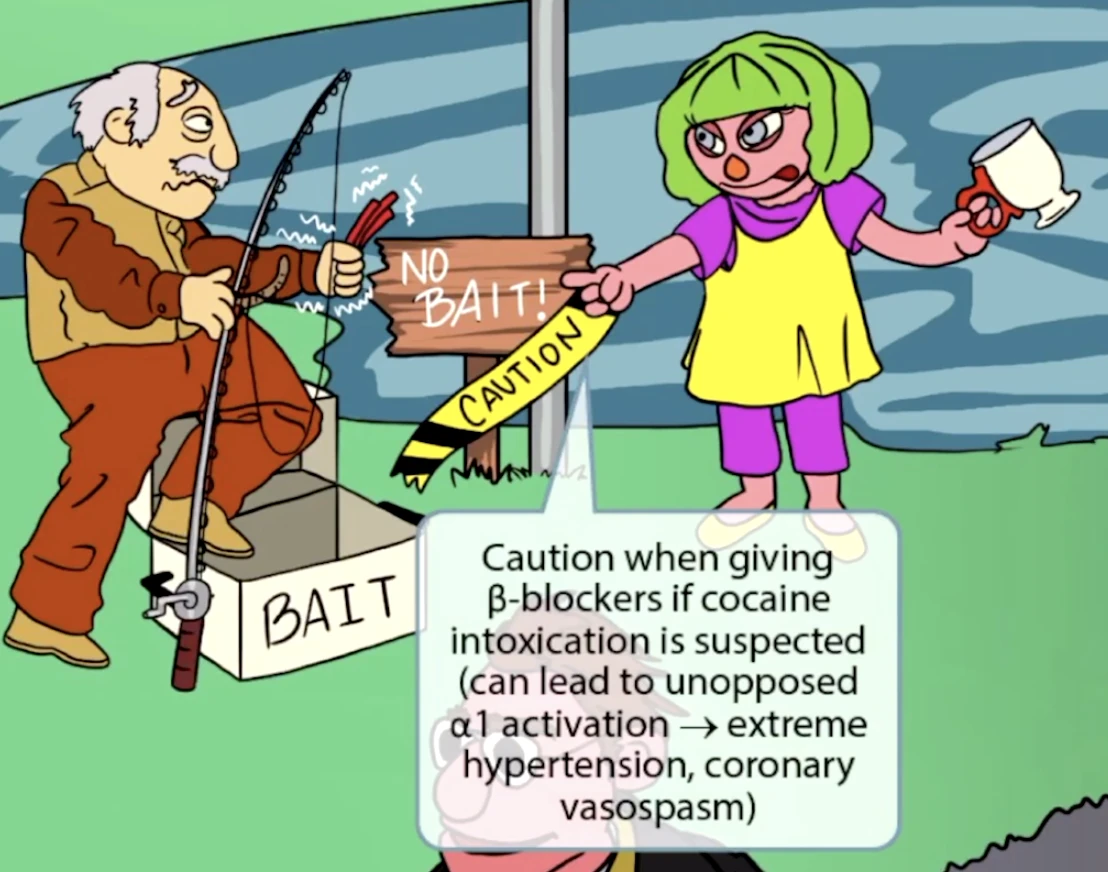 NO
BAIT!
CAUTION
BAIT
Caution when giving
β-blockers if cocaine
intoxication is suspected
(can lead to unopposed
α1 activation → extreme
hypertension, coronary
vasospasm)